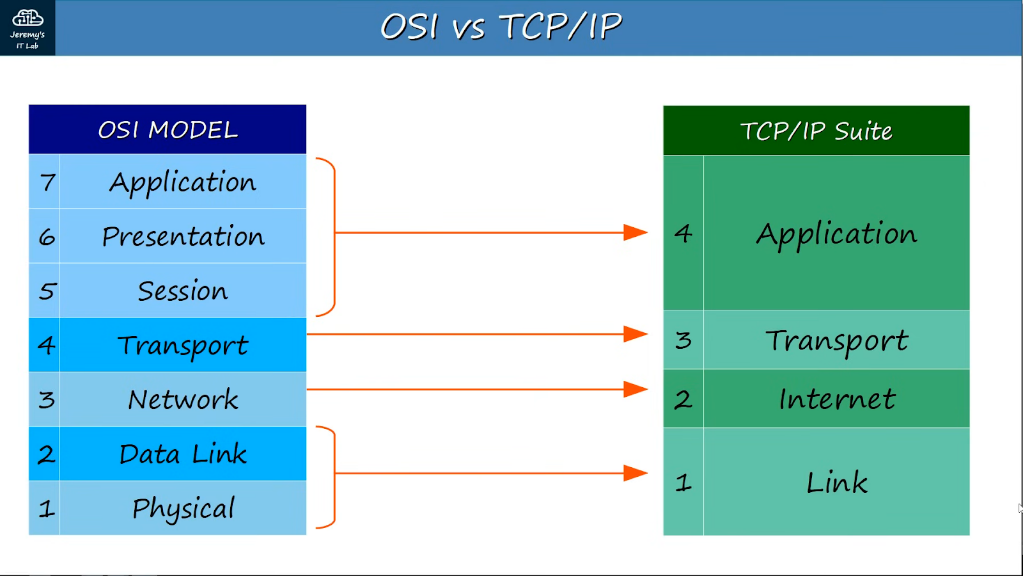 Jeremy's
IT Lab
OSI vs TCP/IP
OSI MODEL
7 Application
6 Presentation
5 Session
4 Transport
3 Network
2 Data Link
1 Physical
TCP/IP Suite
4 Application
3 Transport
2 Internet
1 Link